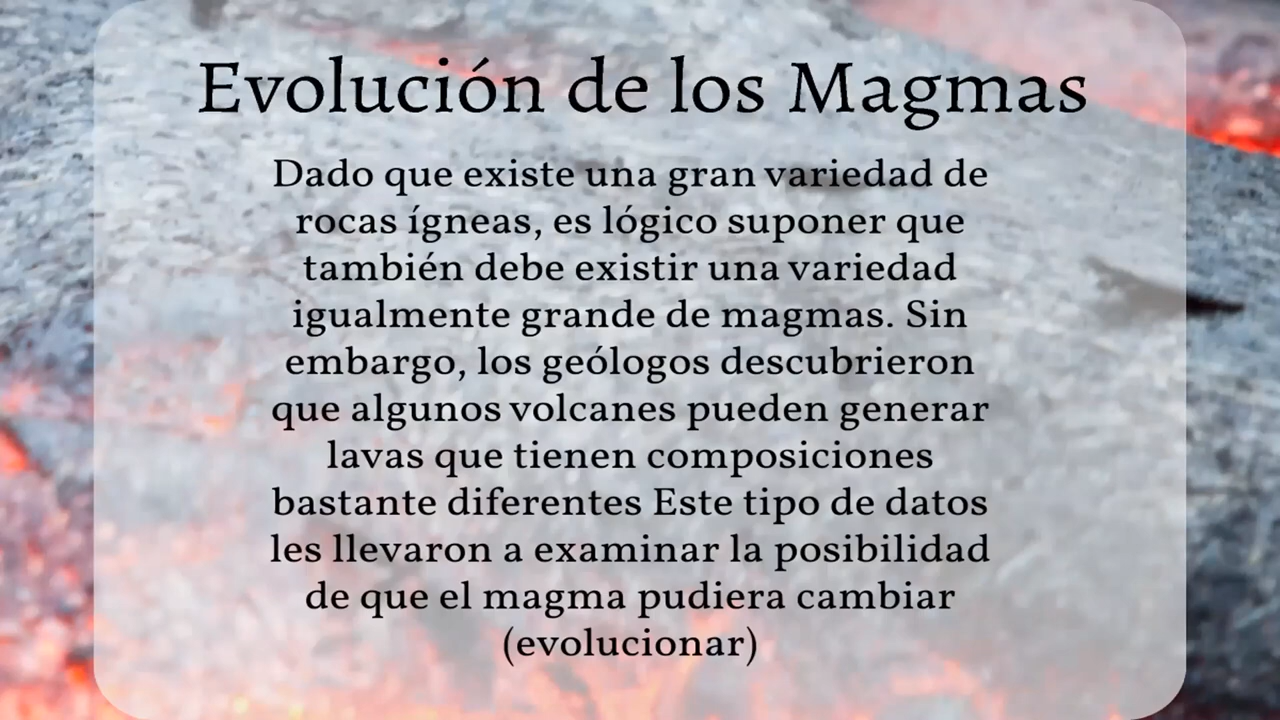 Evolución de los Magmas
Dado que existe una gran variedad de
rocas ígneas, es lógico suponer que
también debe existir una variedad
igualmente grande de magmas. Sin
embargo, los geólogos descubrieron
que algunos volcanes pueden generar
lavas que tienen composiciones
bastante diferentes Este tipo de datos
les llevaron a examinar la posibilidad
de que el magma pudiera cambiar
(evolucionar)